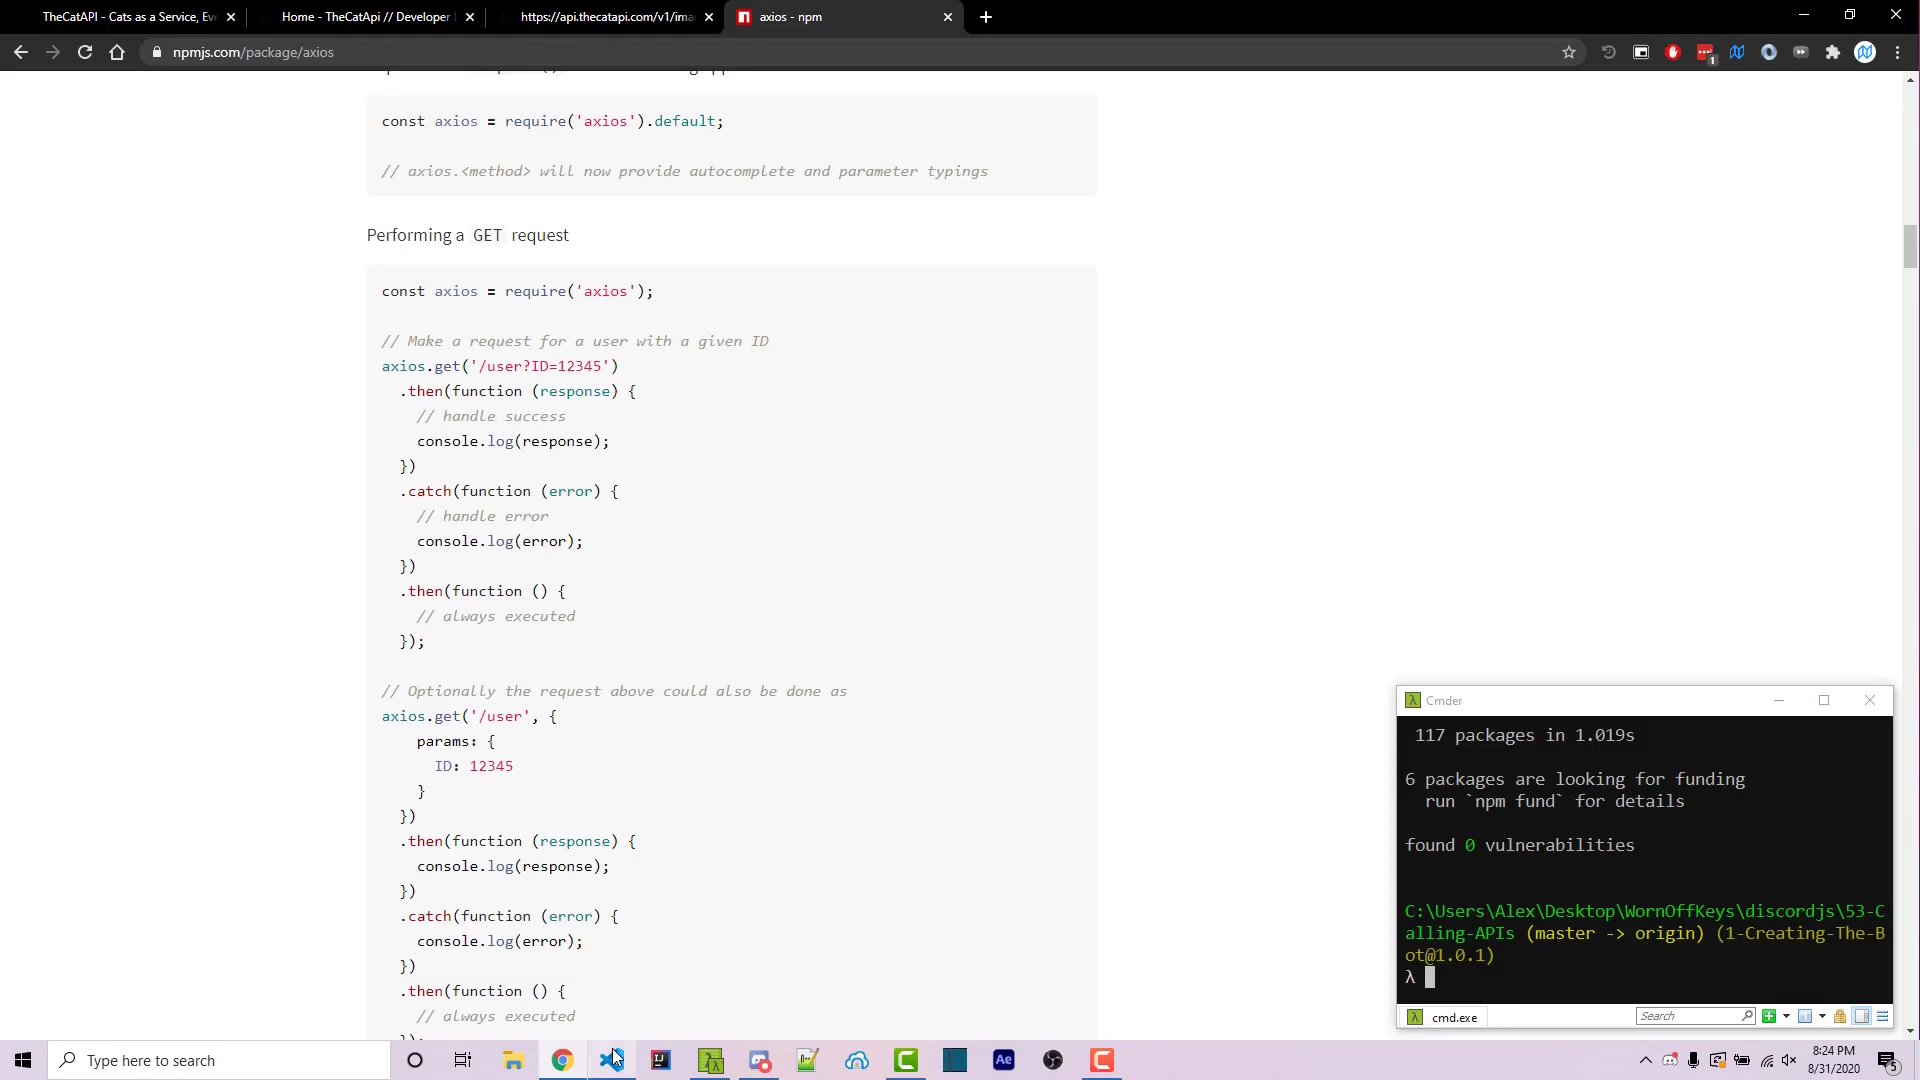 TheCatAPI - Cats as a Service, Eve
Home - TheCatApi // Developer
https://api.thecatapi.com/v1/ima
axios - npm
npmjs.com/package/axios
const axios = require('axios').default;
// axios.<method> will now provide autocomplete and parameter typings
Performing a GET request
const axios = require('axios');
// Make a request for a user with a given ID
axios.get('/user?ID=12345')
.then(function (response) {
// handle success
console.log(response);
})
.catch(function (error) {
// handle error
console.log(error);
})
.then(function () {
// always executed
});
// Optionally the request above could also be done as
axios.get('/user', {
params: {
ID: 12345
}
})
.then(function (response) {
console.log(response);
})
.catch(function (error) {
console.log(error);
})
.then(function () {
// always executed
Cmder
117 packages in 1.019s
6 packages are looking for funding
run `npm fund` for details
found 0 vulnerabilities
C:\Users\Alex\Desktop\WornOffKeys\discordjs\53-C
alling-APIs (master -> origin) (1-Creating-The-B
ot@1.0.1)
λ
cmd.exe
Search
Type here to search
8:24 PM
8/31/2020